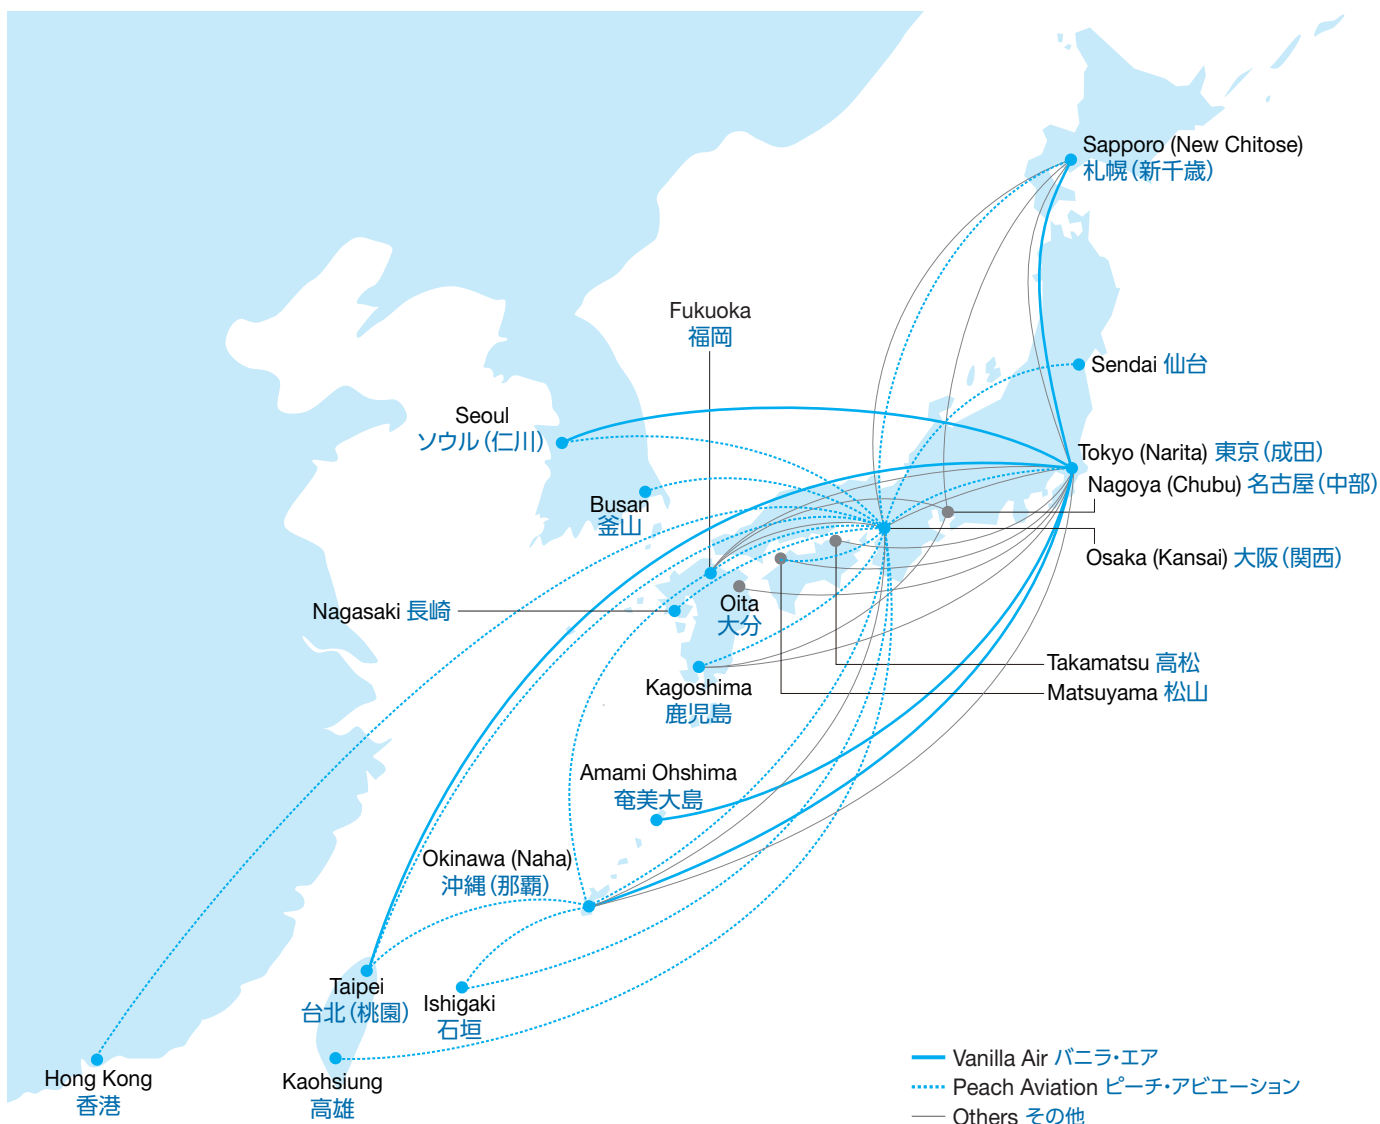 Sapporo (New Chitose)
札幌(新千歳)
Fukuoka
福岡
Sendai 仙台
Seoul
ソウル(仁川)
Tokyo (Narita) 東京(成田)
Nagoya (Chubu) 名古屋(中部)
Busan
釜山
Osaka (Kansai) 大阪(関西)
Nagasaki 長崎
Oita
大分
Takamatsu 高松
Kagoshima
鹿児島
Matsuyama 松山
Amami Ohshima
奄美大島
Okinawa (Naha)
沖縄(那覇)
Taipei
台北(桃園)
Ishigaki
石垣
Hong Kong
香港
Kaohsiung
高雄
Vanilla Air バニラ・エア
Peach Aviation ピーチ・アビエーション
Others その他